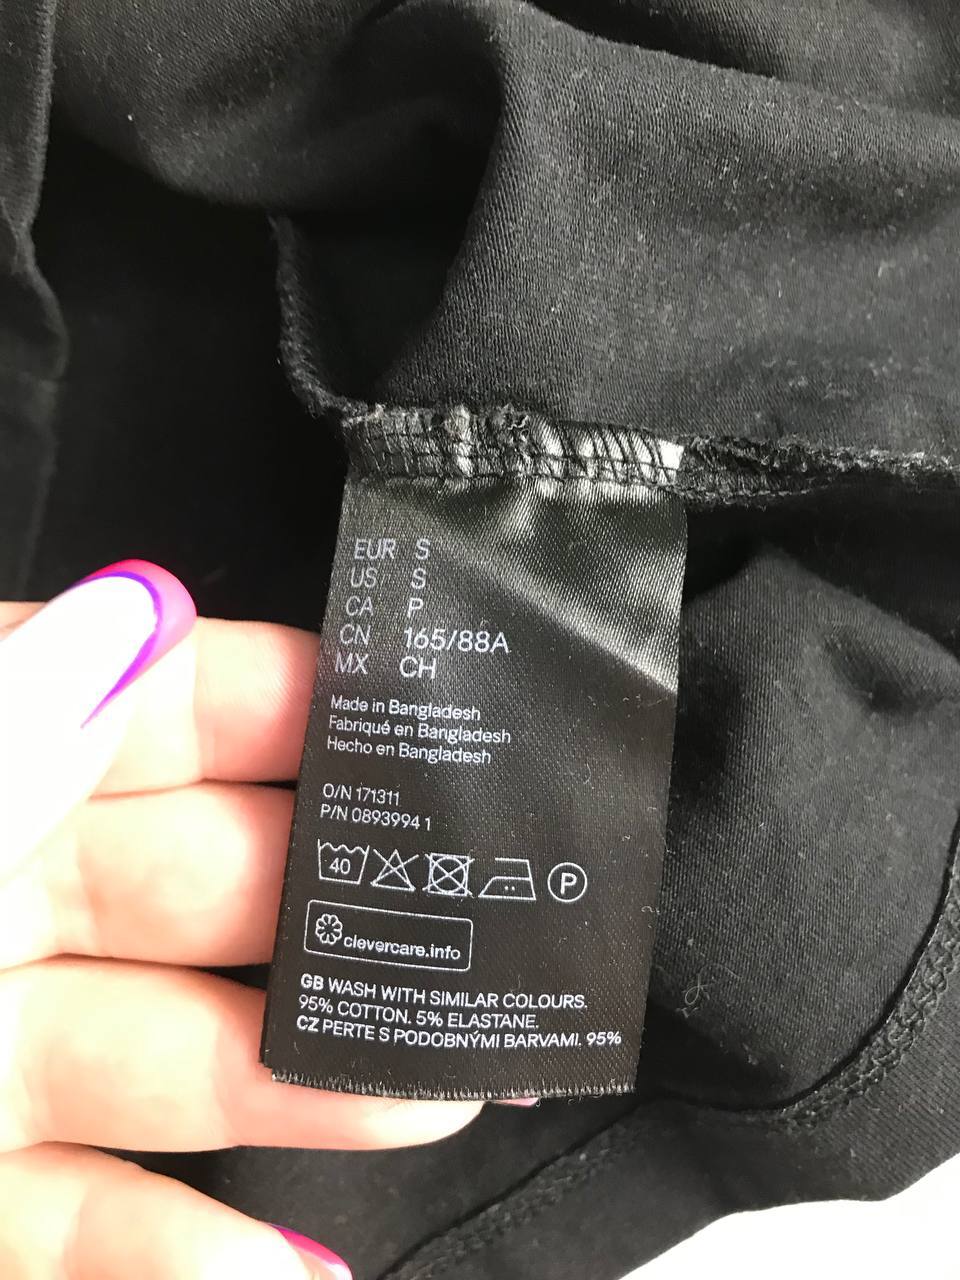 EUR S
US S
CA P
CN 165/88A
MX CH
Made in Bangladesh
Fabriqué en Bangladesh
Hecho en Bangladesh
O/N 171311
P/N 0893994 1
40
P
clevercare.info
GB WASH WITH SIMILAR COLOURS.
95% COTTON. 5% ELASTANE.
CZ PERTE S PODOBNÝMI BARVAMI. 95%